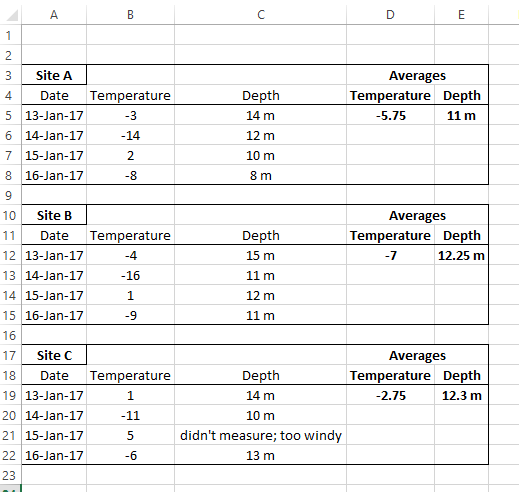 A B C D E
1
2
3 Site A Averages
4 Date Temperature Depth Temperature Depth
5 13-Jan-17 -3 14 m -5.75 11 m
6 14-Jan-17 -14 12 m
7 15-Jan-17 2 10 m
8 16-Jan-17 -8 8 m
9
10 Site B Averages
11 Date Temperature Depth Temperature Depth
12 13-Jan-17 -4 15 m -7 12.25 m
13 14-Jan-17 -16 11 m
14 15-Jan-17 1 12 m
15 16-Jan-17 -9 11 m
16
17 Site C Averages
18 Date Temperature Depth Temperature Depth
19 13-Jan-17 1 14 m -2.75 12.3 m
20 14-Jan-17 -11 10 m
21 15-Jan-17 5 didn't measure; too windy
22 16-Jan-17 -6 13 m
23